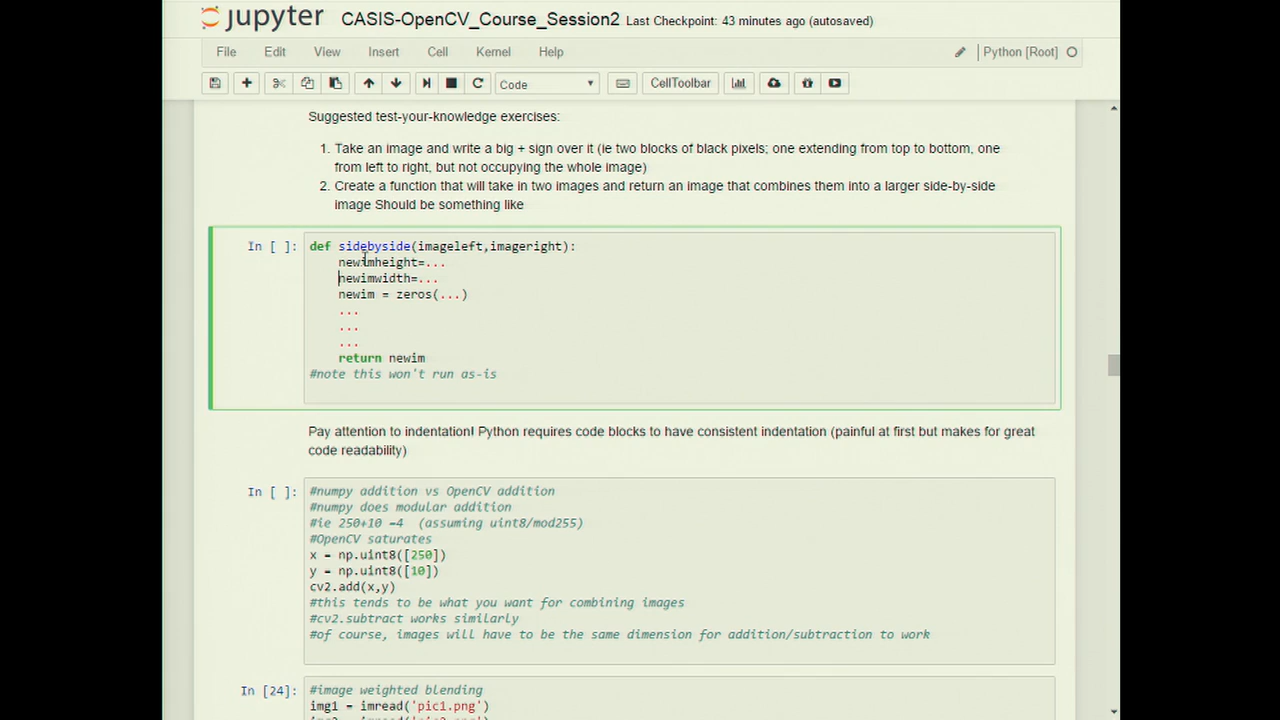 jupyter CASIS-OpenCV_Course_Session2 Last Checkpoint: 43 minutes ago (autosaved)
File Edit View Insert Cell Kernel Help Python [Root]
Code CellToolbar
Suggested test-your-knowledge exercises:
1. Take an image and write a big + sign over it (ie two blocks of black pixels; one extending from top to bottom, one
from left to right, but not occupying the whole image)
2. Create a function that will take in two images and return an image that combines them into a larger side-by-side
image Should be something like
In [ ]: def sidebyside(imageleft,imageright):
newimheight=...
newimwidth=...
newim = zeros(...)
...
...
...
return newim
#note this won't run as-is
Pay attention to indentation! Python requires code blocks to have consistent indentation (painful at first but makes for great
code readability)
In [ ]: #numpy addition vs OpenCV addition
#numpy does modular addition
#ie 250+10 =4 (assuming uint8/mod255)
#OpenCV saturates
x = np.uint8([250])
y = np.uint8([10])
cv2.add(x,y)
#this tends to be what you want for combining images
#cv2.subtract works similarly
#of course, images will have to be the same dimension for addition/subtraction to work
In [24]: #image weighted blending
img1 = imread('pic1.png')